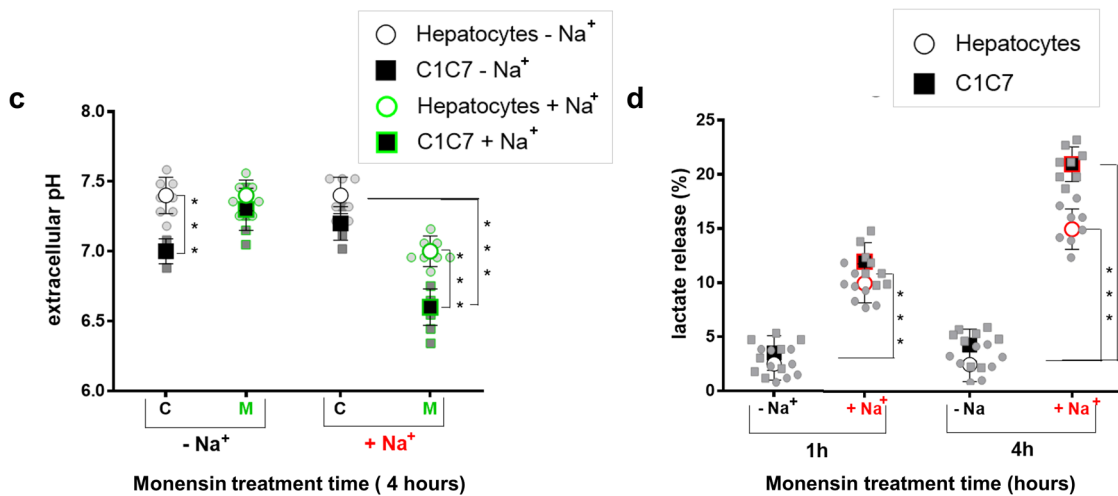 c
Hepatocytes - Na⁺
C1C7 - Na⁺
Hepatocytes + Na⁺
C1C7 + Na⁺
extracellular pH
8.0
7.5
7.0
6.5
6.0
* * *
* * *
* * *
C
M
C
M
- Na⁺
+ Na⁺
Monensin treatment time ( 4 hours)
d
Hepatocytes
C1C7
lactate release (%)
25
20
15
10
5
0
* * *
* * *
- Na⁺
+ Na⁺
- Na
+ Na⁺
1h
4h
Monensin treatment time (hours)